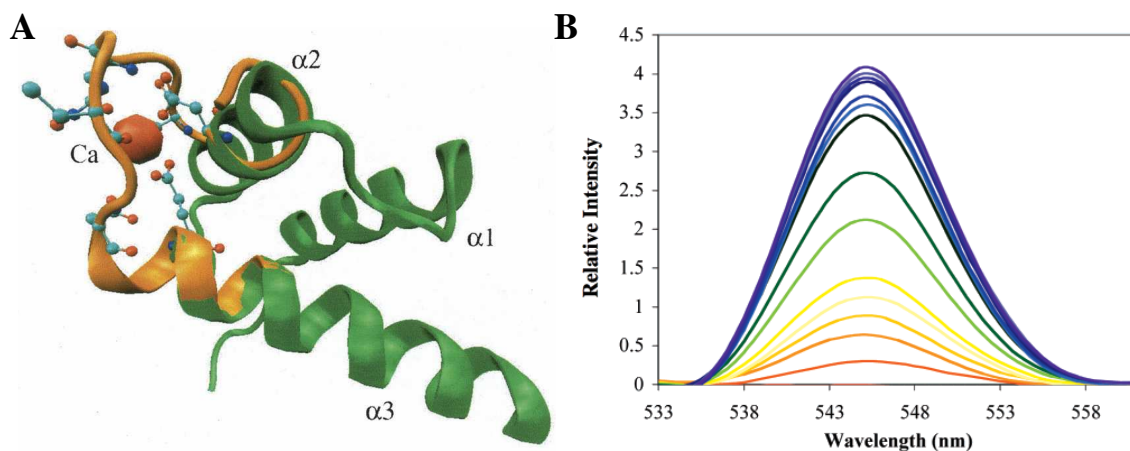 A
α2
Ca
α1
α3
B
4.5
4
3.5
3
2.5
2
1.5
1
0.5
0
Relative Intensity
533 538 543 548 553 558
Wavelength (nm)